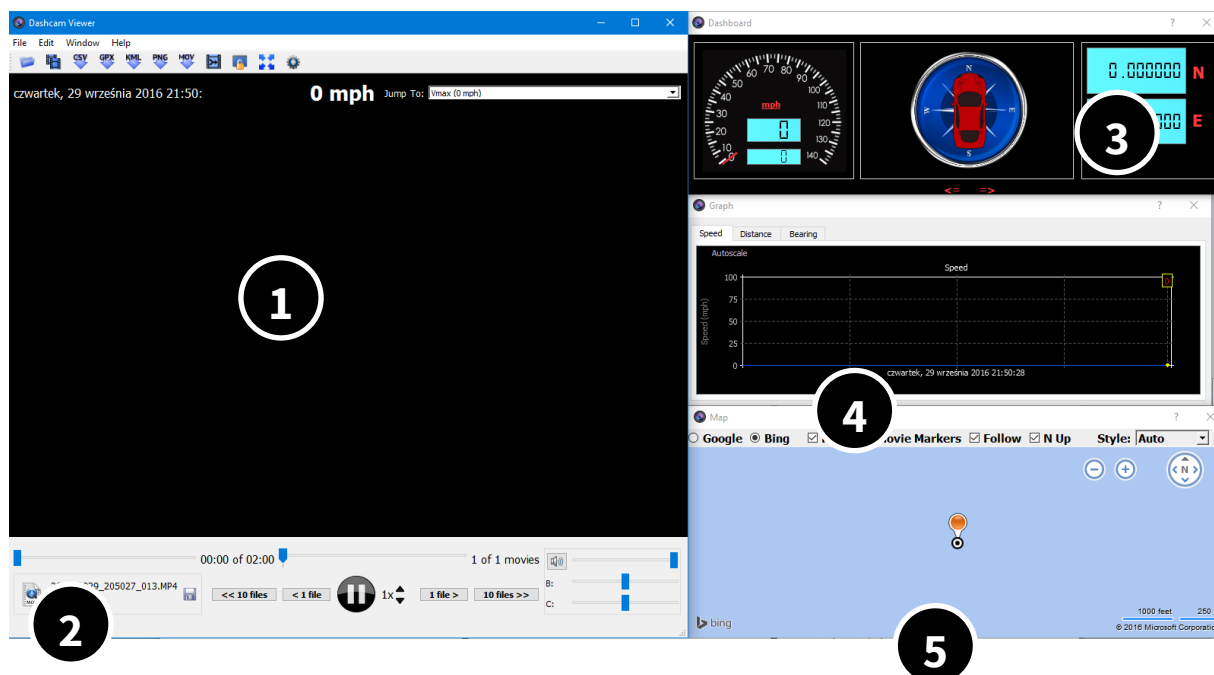 Dashcam Viewer
File Edit Window Help
CSV GPX KML PNG MOV
czwartek, 29 września 2016 21:50:
0 mph Jump To: Vmax (0 mph)
1
00:00 of 02:00
1 of 1 movies
_205027_013.MP4
<< 10 files < 1 file 1x 1 file > 10 files >>
B:
C:
2
Dashboard
0 10 20 30 40 50 60 70 80 90 100 110 120 130 140
mph
0
0
N
W E
S
0.000000 N
000 E
3
<= =>
Graph
Speed Distance Bearing
Autoscale
Speed
100
75
50
25
0
Speed (mph)
0
czwartek, 29 września 2016 21:50:28
4
Map
Google Bing Markers Follow N Up Style: Auto
N
bing
1000 feet 250
© 2016 Microsoft Corporatio
5